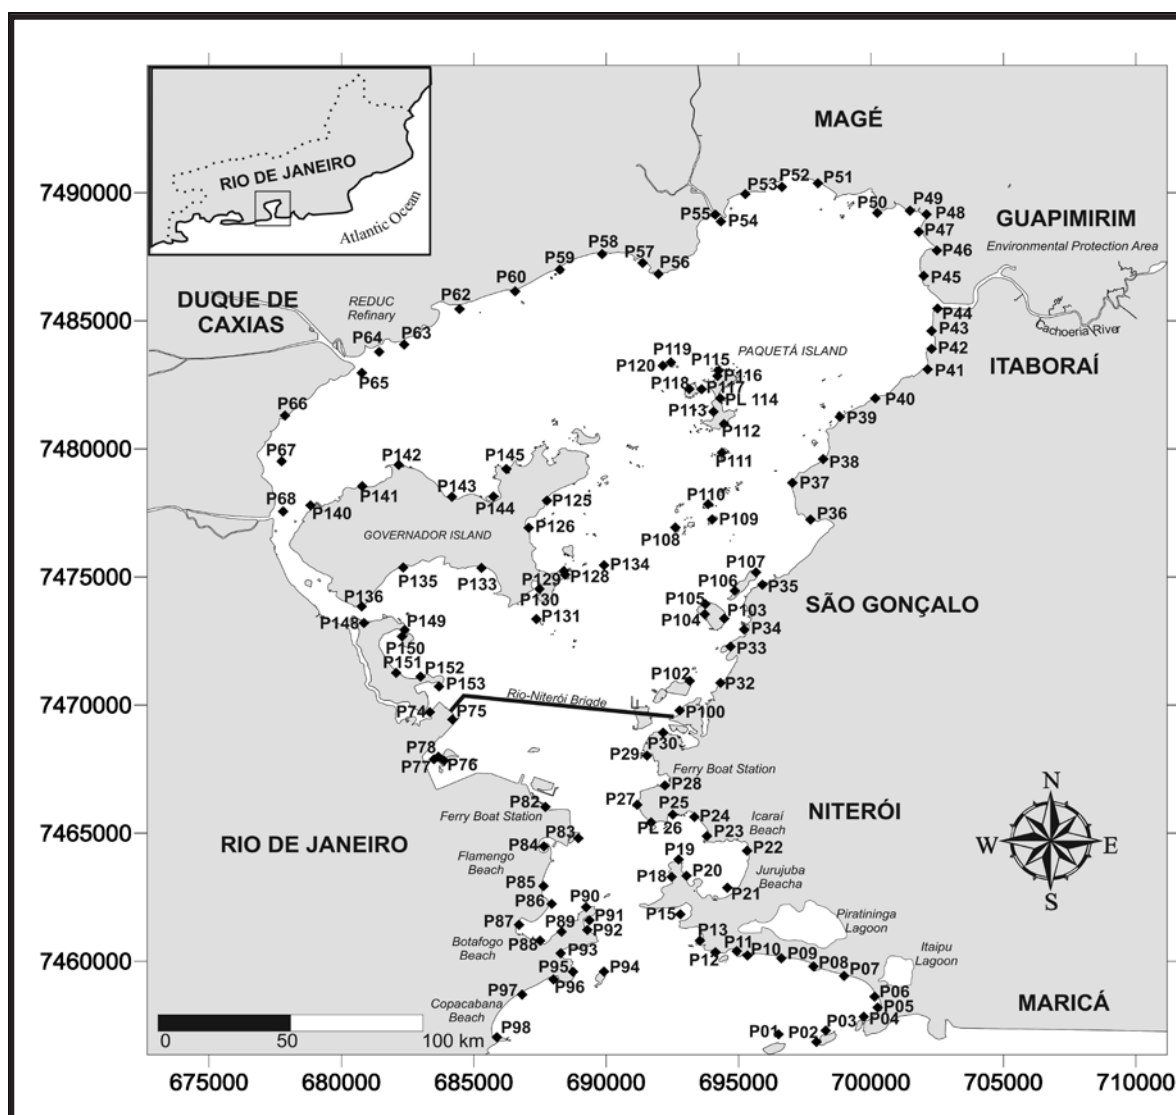 RIO DE JANEIRO
Atlantic Ocean
MAGÉ
P52
P51
P53
7490000
P50
P49
P55
P54
P48
GUAPIMIRIM
P47
Environmental Protection Area
P58
P46
P59
P57
P56
P45
P60
DUQUE DE
CAXIAS
REDUC
Refinary
P62
7485000
P44
P63
P43
Cachoeria River
P64
P42
P119
P115
PAQUETÁ ISLAND
P120
P116
ITABORAÍ
P65
P118
P117
P41
PL 114
P40
P66
P113
P39
P112
7480000
P67
P142
P145
P111
P38
P141
P143
P144
P37
P68
P140
P125
P110
P109
P36
P126
P108
GOVERNADOR ISLAND
7475000
P135
P133
P134
P107
P129
P128
P106
P35
P130
P136
P105
P103
SÃO GONÇALO
P148
P149
P131
P104
P34
P150
P33
P151
P152
P102
P32
P153
Rio-Niterói Brigde
7470000
P74
P75
P100
P30
P78
P29
P77
P76
Ferry Boat Station
P28
P82
P27
P25
P24
Icaraí
Beach
NITERÓI
Ferry Boat Station
PL 26
P23
7465000
P83
P22
RIO DE JANEIRO
P84
P19
N
W
E
S
Flamengo
Beach
P18
P20
Jurujuba
Beacha
P85
P21
P86
P90
P15
Piratininga
Lagoon
P87
P89
P91
P92
P13
P88
Botafogo
Beach
P93
P12
P11
P10
P09
P08
P07
Itaipu
Lagoon
7460000
P95
P94
P96
P97
P06
Copacabana
Beach
P05
MARICÁ
P04
P98
P01
P02
P03
0
50
100 km
675000
680000
685000
690000
695000
700000
705000
710000